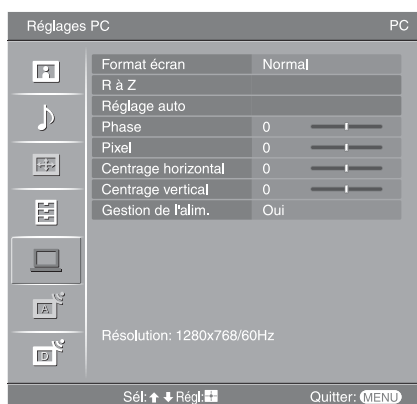 Réglages PC PC
Format écran Normal
R à Z
Réglage auto
Phase 0
Pixel 0
Centrage horizontal 0
Centrage vertical 0
Gestion de l'alim. Oui
A
D
Résolution: 1280x768/60Hz
Sél: Régl: Quitter: MENU